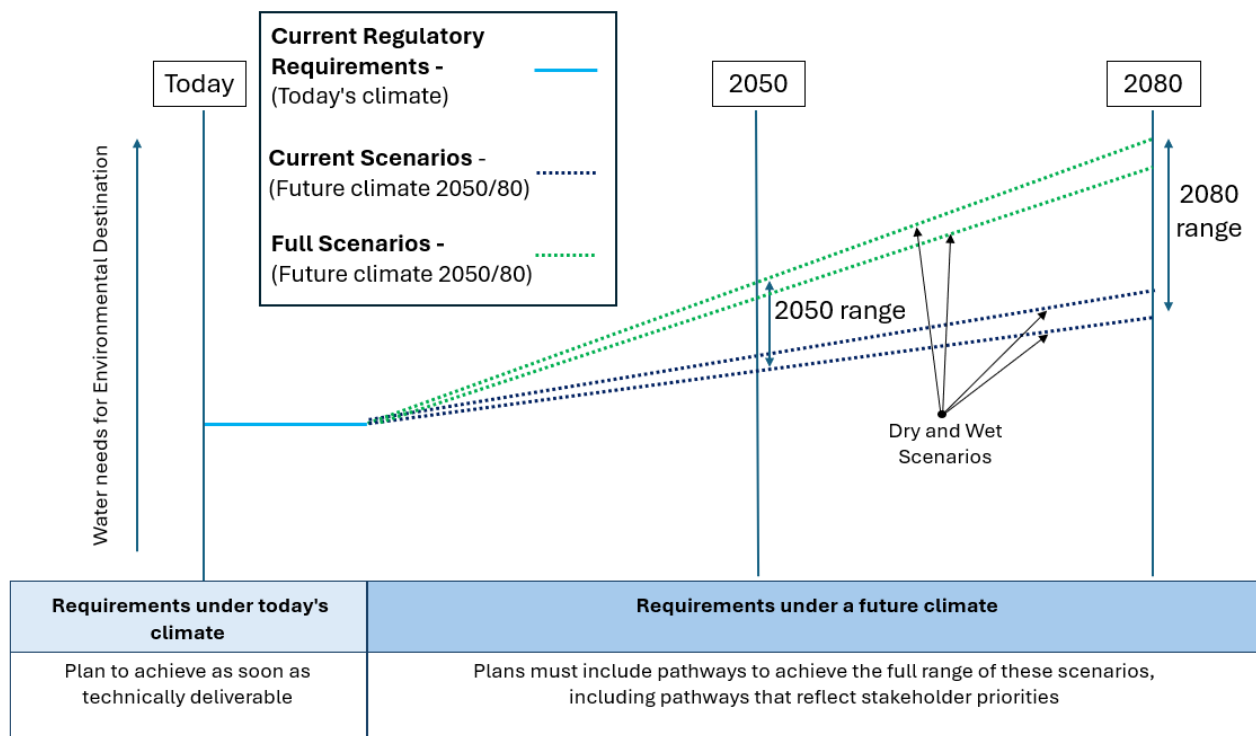 Current Regulatory
Requirements -
(Today's climate)
Current Scenarios -
(Future climate 2050/80)
Full Scenarios -
(Future climate 2050/80)
Today
2050
2080
Water needs for Environmental Destination
2080
range
2050 range
Dry and Wet
Scenarios
Requirements under today's
climate
Requirements under a future climate
Plan to achieve as soon as
technically deliverable
Plans must include pathways to achieve the full range of these scenarios,
including pathways that reflect stakeholder priorities